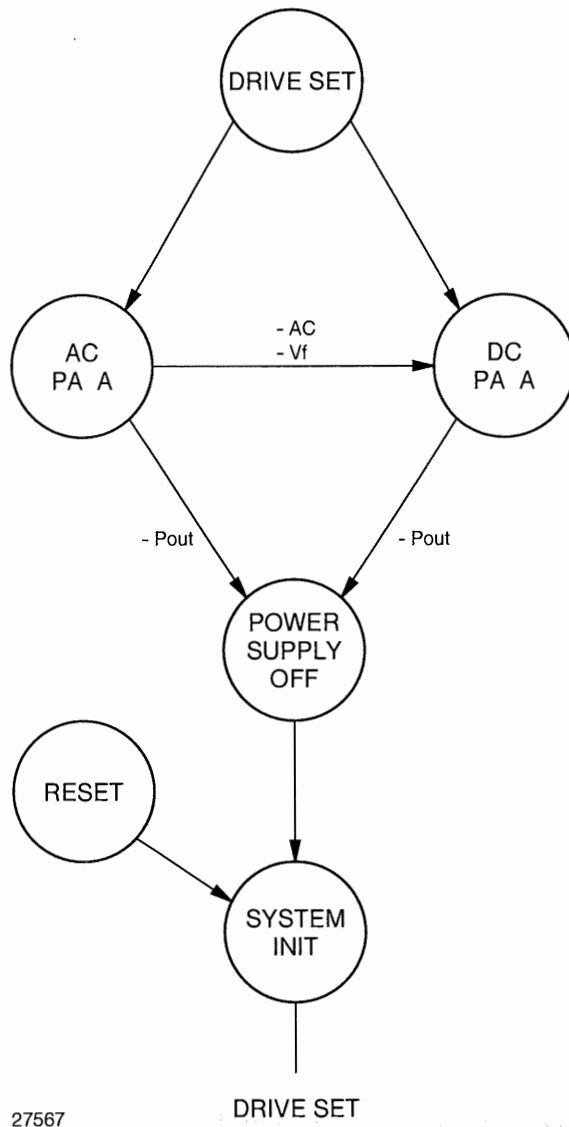 DRIVE SET
- AC
- Vf
AC
PA A
DC
PA A
- Pout
- Pout
POWER
SUPPLY
OFF
RESET
SYSTEM
INIT
DRIVE SET
27567